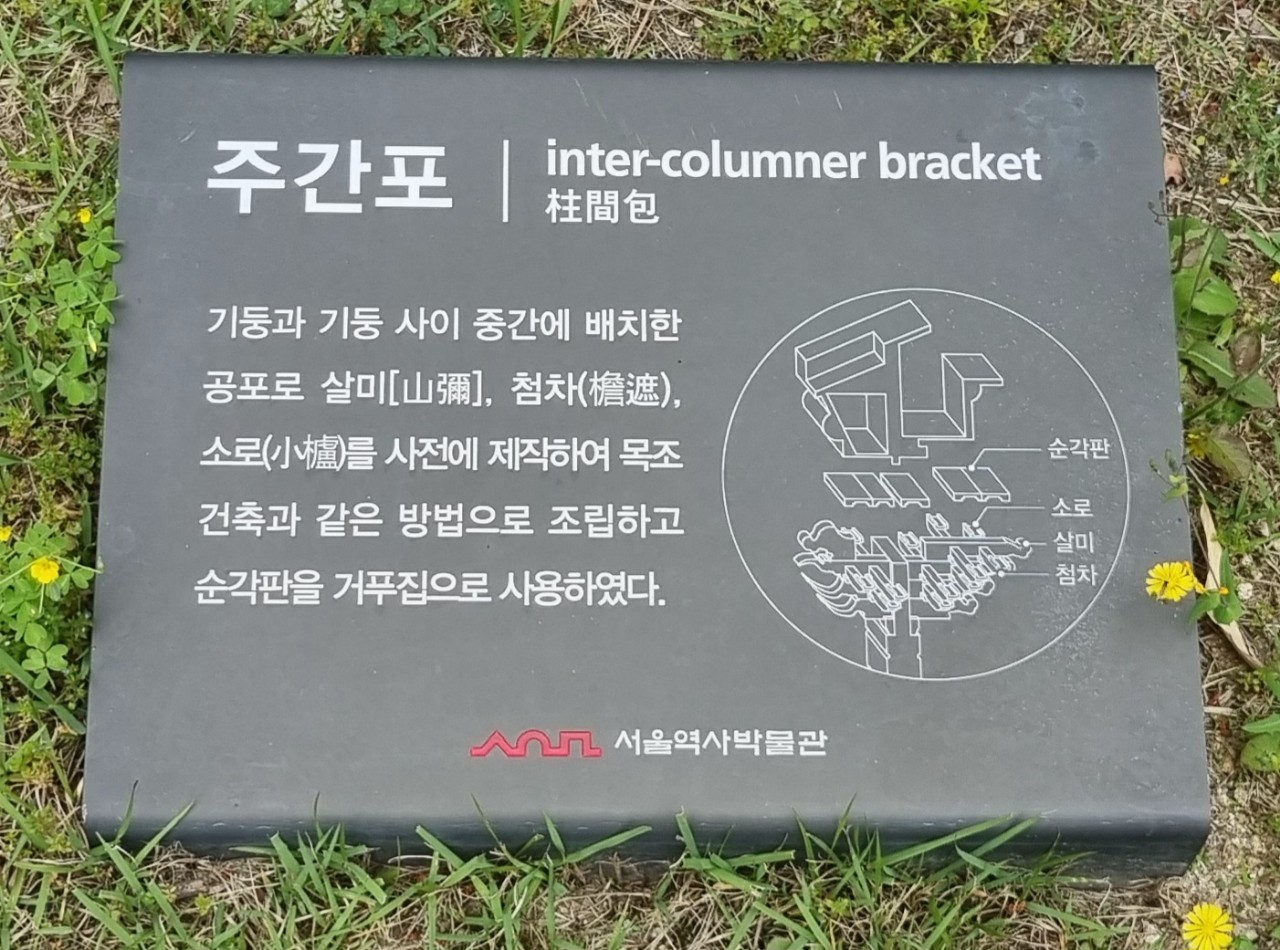 주간포
inter-columner bracket
柱間包
기둥과 기둥 사이 중간에 배치한
공포로 살미[山彌], 첨차(檐遮),
소로(小櫨)를 사전에 제작하여 목조
건축과 같은 방법으로 조립하고
순각판을 거푸집으로 사용하였다.
순각판
소로
살미
첨차
서울역사박물관